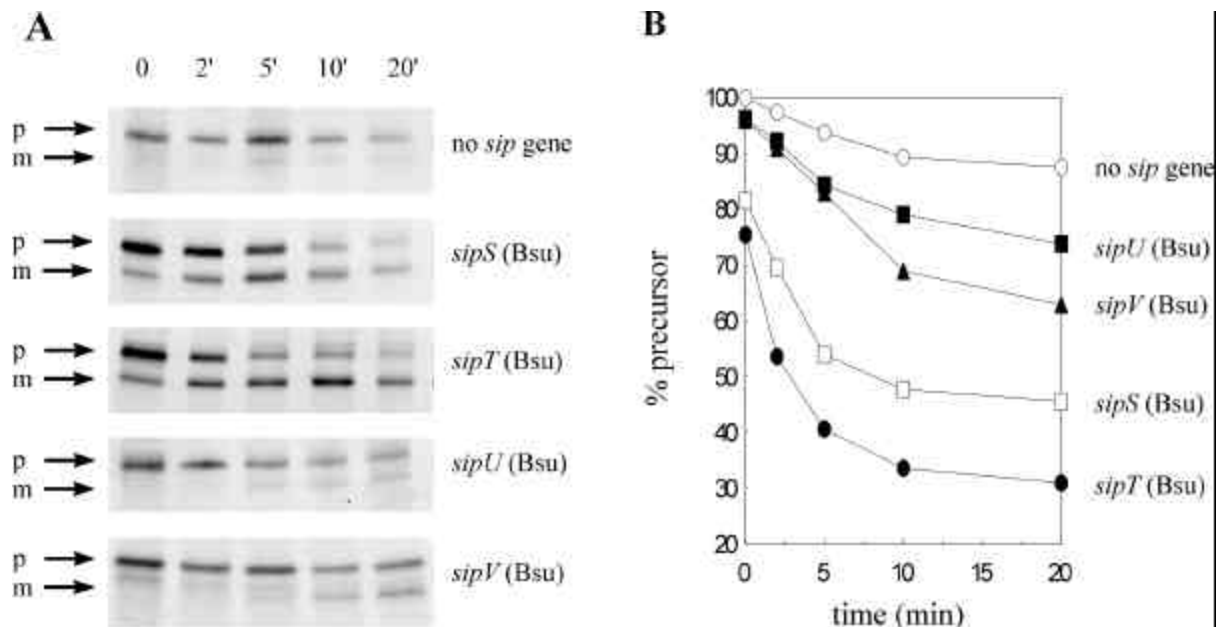 A
0 2' 5' 10' 20'
p
m
no sip gene
p
m
sipS (Bsu)
p
m
sipT (Bsu)
p
m
sipU (Bsu)
p
m
sipV (Bsu)
B
100
90
80
70
60
50
40
30
20
% precursor
0 5 10 15 20
time (min)
no sip gene
sipU (Bsu)
sipV (Bsu)
sipS (Bsu)
sipT (Bsu)